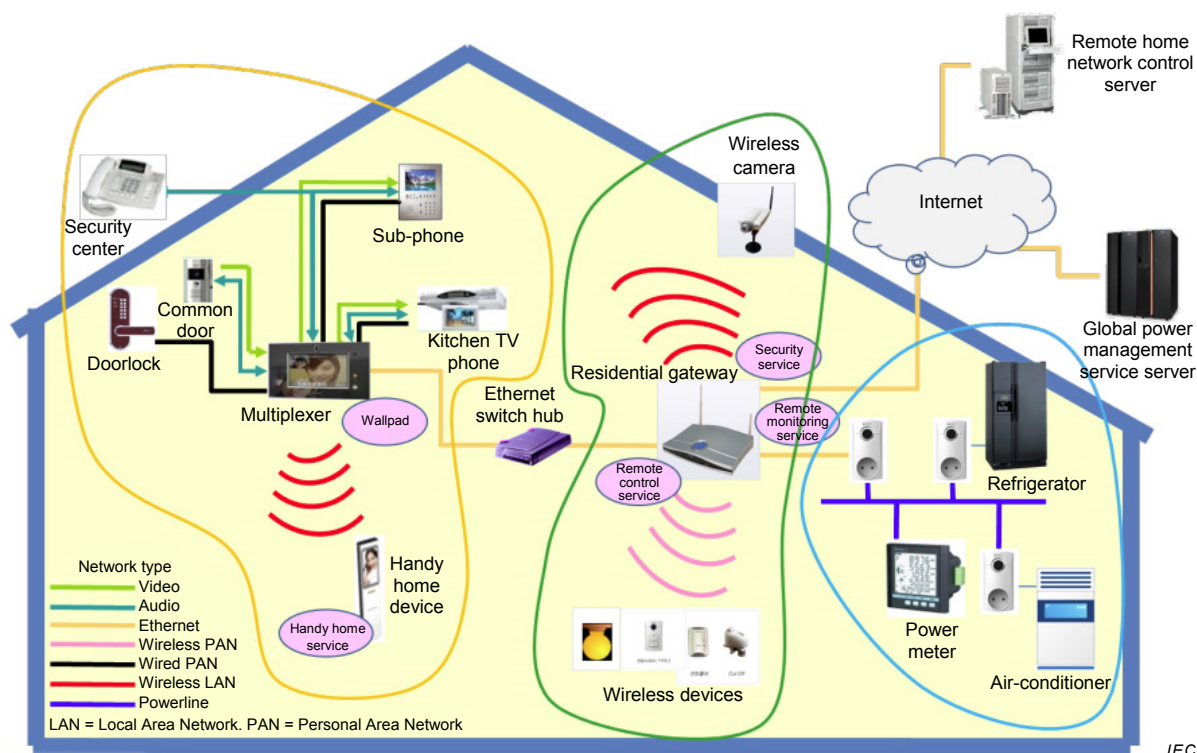 Remote home
network control
server
Wireless
camera
Internet
Security
center
Sub-phone
Common
door
Doorlock
Kitchen TV
phone
Global power
management
service server
Security
service
Residential gateway
Ethernet
switch hub
Multiplexer
Wallpad
Remote
monitoring
service
Remote
control
service
Refrigerator
Handy
home
device
Handy home
service
Power
meter
Air-conditioner
Wireless devices
Network type
Video
Audio
Ethernet
Wireless PAN
Wired PAN
Wireless LAN
Powerline
LAN = Local Area Network. PAN = Personal Area Network
IEC